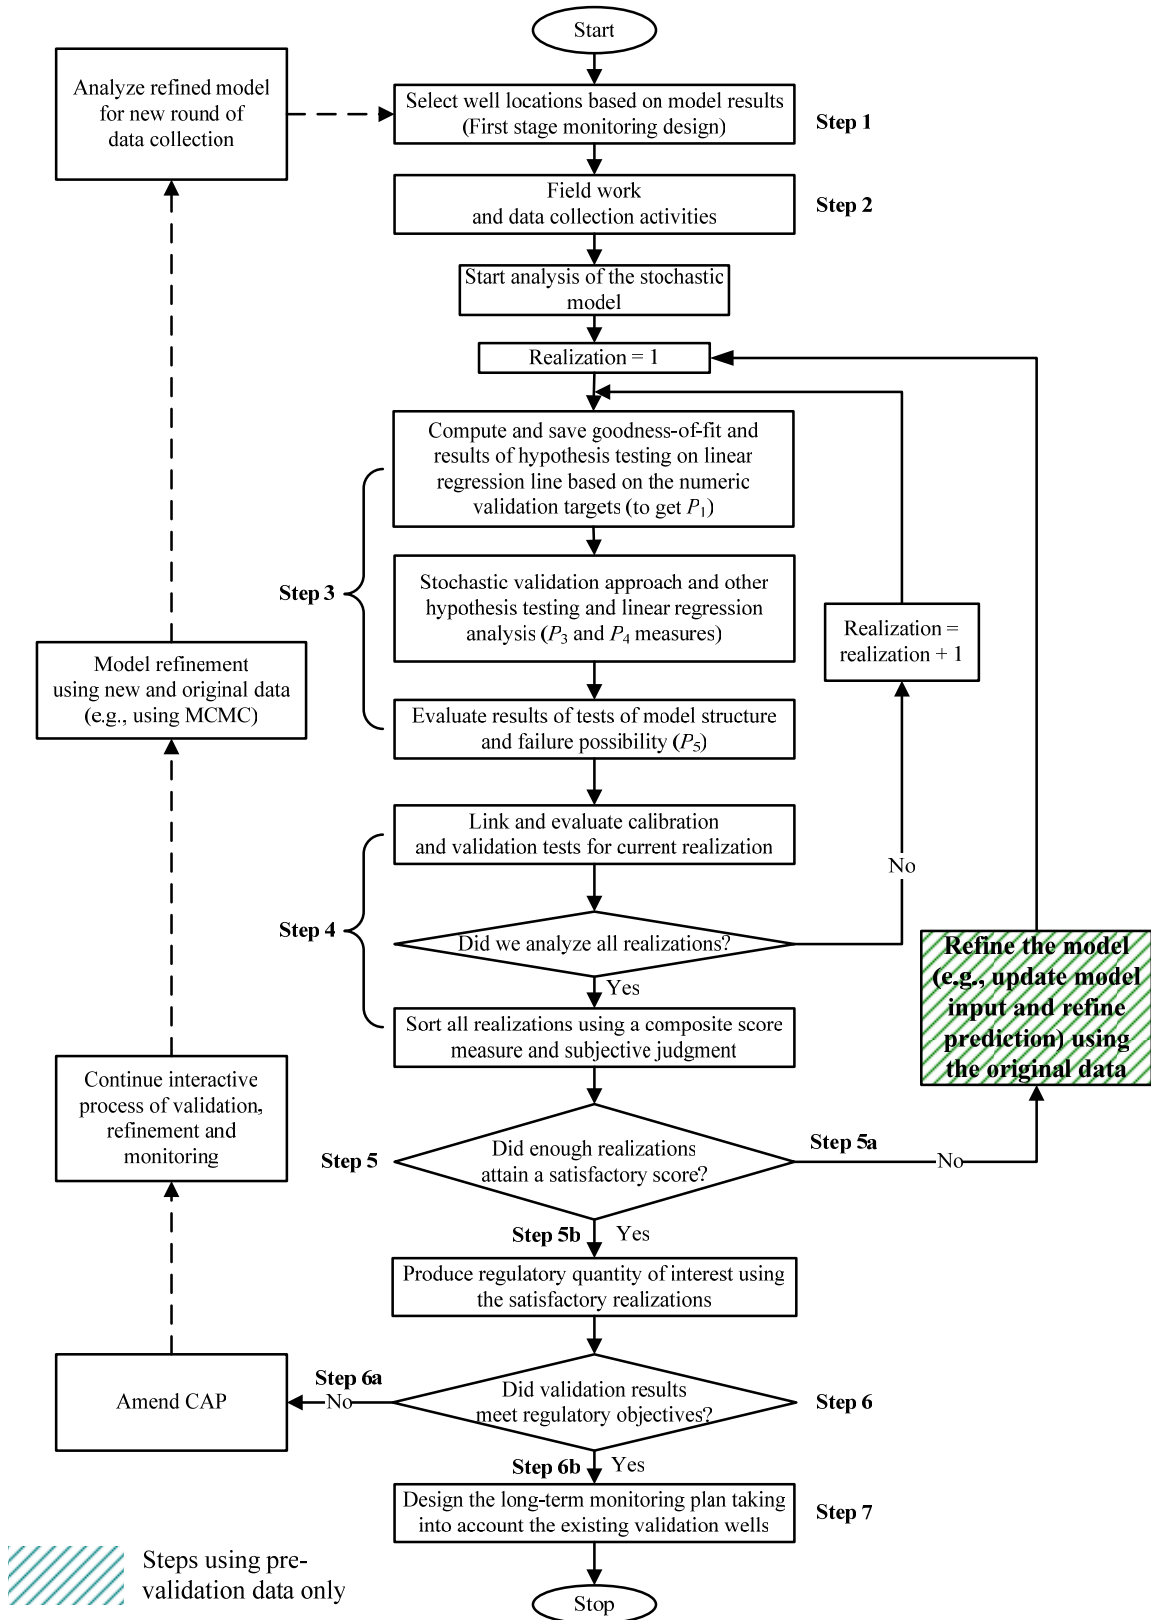 Start
Analyze refined model
for new round of
data collection
Select well locations based on model results
(First stage monitoring design)
Step 1
Field work
and data collection activities
Step 2
Start analysis of the stochastic
model
Realization = 1
Compute and save goodness-of-fit and
results of hypothesis testing on linear
regression line based on the numeric
validation targets (to get P1)
Step 3
Stochastic validation approach and other
hypothesis testing and linear regression
analysis (P3 and P4 measures)
Realization =
realization + 1
Model refinement
using new and original data
(e.g., using MCMC)
Evaluate results of tests of model structure
and failure possibility (P5)
Link and evaluate calibration
and validation tests for current realization
No
Step 4
Did we analyze all realizations?
Yes
Refine the model
(e.g., update model
input and refine
prediction) using
the original data
Sort all realizations using a composite score
measure and subjective judgment
Continue interactive
process of validation,
refinement and
monitoring
Step 5
Did enough realizations
attain a satisfactory score?
Step 5a
No
Step 5b
Yes
Produce regulatory quantity of interest using
the satisfactory realizations
Amend CAP
Step 6a
No
Did validation results
meet regulatory objectives?
Step 6
Step 6b
Yes
Design the long-term monitoring plan taking
into account the existing validation wells
Step 7
Steps using pre-
validation data only
Stop